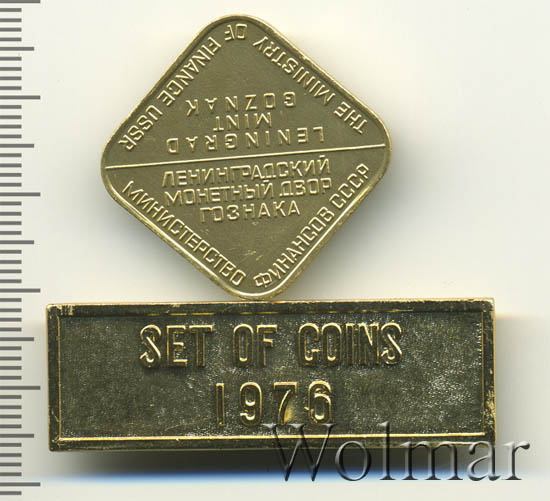 THE MINISTRY OF FINANCE USSR
LENINGRAD
MINT
GOZNAK
ЛЕНИНГРАДСКИЙ
МОНЕТНЫЙ ДВОР
ГОЗНАКА
МИНИСТЕРСТВО ФИНАНСОВ СССР
SET OF COINS
1976
Wolmar